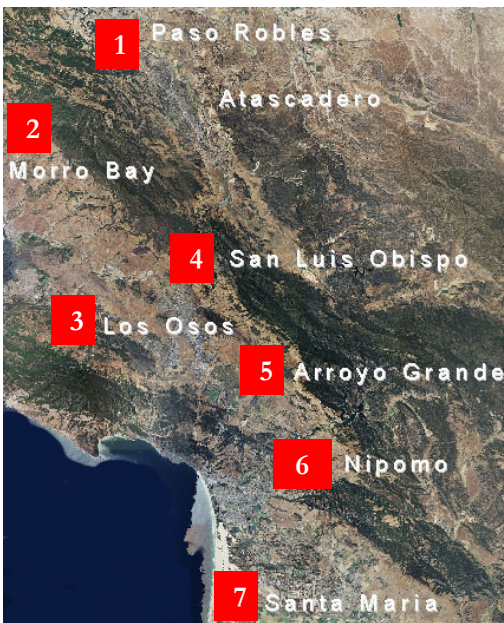 1 Paso Robles
Atascadero
2
Morro Bay
4 San Luis Obispo
3 Los Osos
5 Arroyo Grande
6 Nipomo
7 Santa Maria